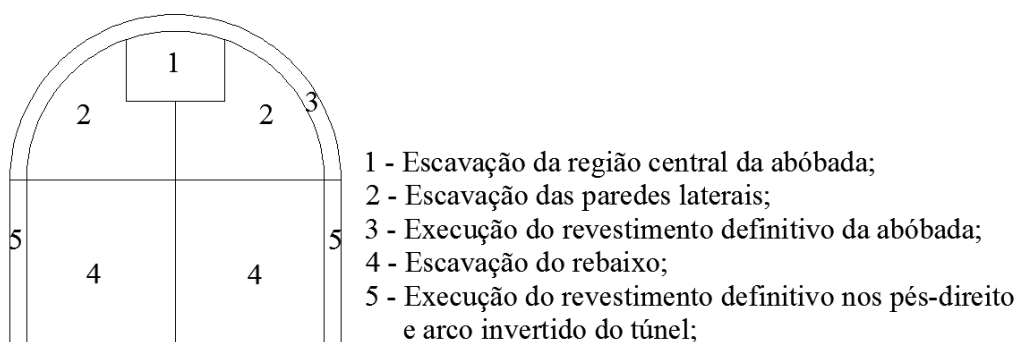 1
2
2
3
5
5
4
4
1 - Escavação da região central da abóbada;
2 - Escavação das paredes laterais;
3 - Execução do revestimento definitivo da abóbada;
4 - Escavação do rebaixo;
5 - Execução do revestimento definitivo nos pés-direito
e arco invertido do túnel;